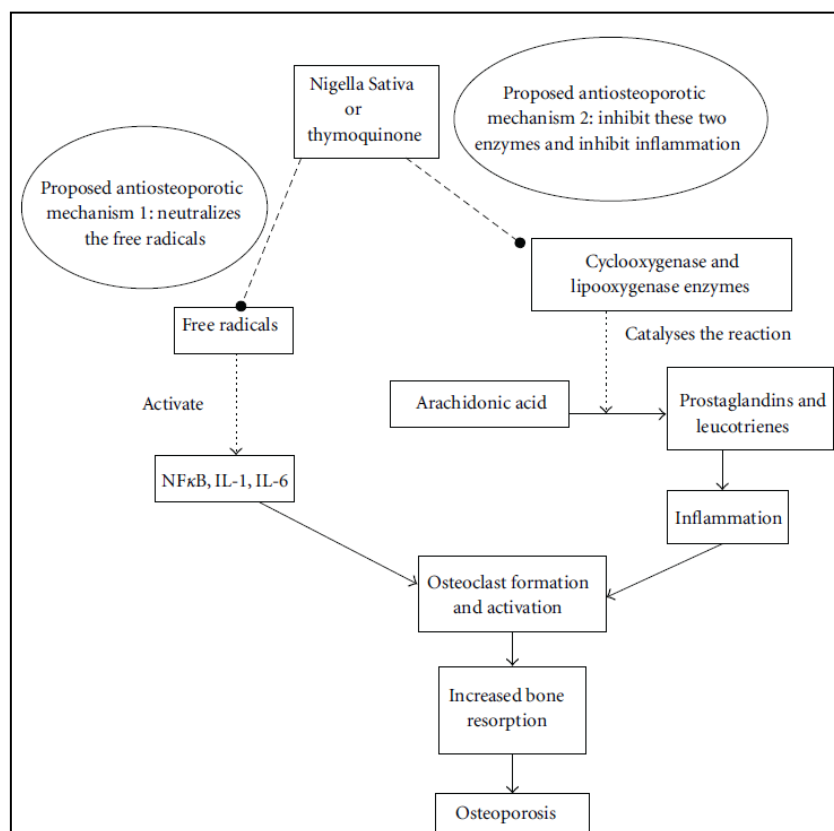 Nigella Sativa
or
thymoquinone
Proposed antiosteoporotic
mechanism 2: inhibit these two
enzymes and inhibit inflammation
Proposed antiosteoporotic
mechanism 1: neutralizes
the free radicals
Cyclooxygenase and
lipooxygenase enzymes
Free radicals
Catalyses the reaction
Activate
Arachidonic acid
Prostaglandins and
leucotrienes
NFκB, IL-1, IL-6
Inflammation
Osteoclast formation
and activation
Increased bone
resorption
Osteoporosis